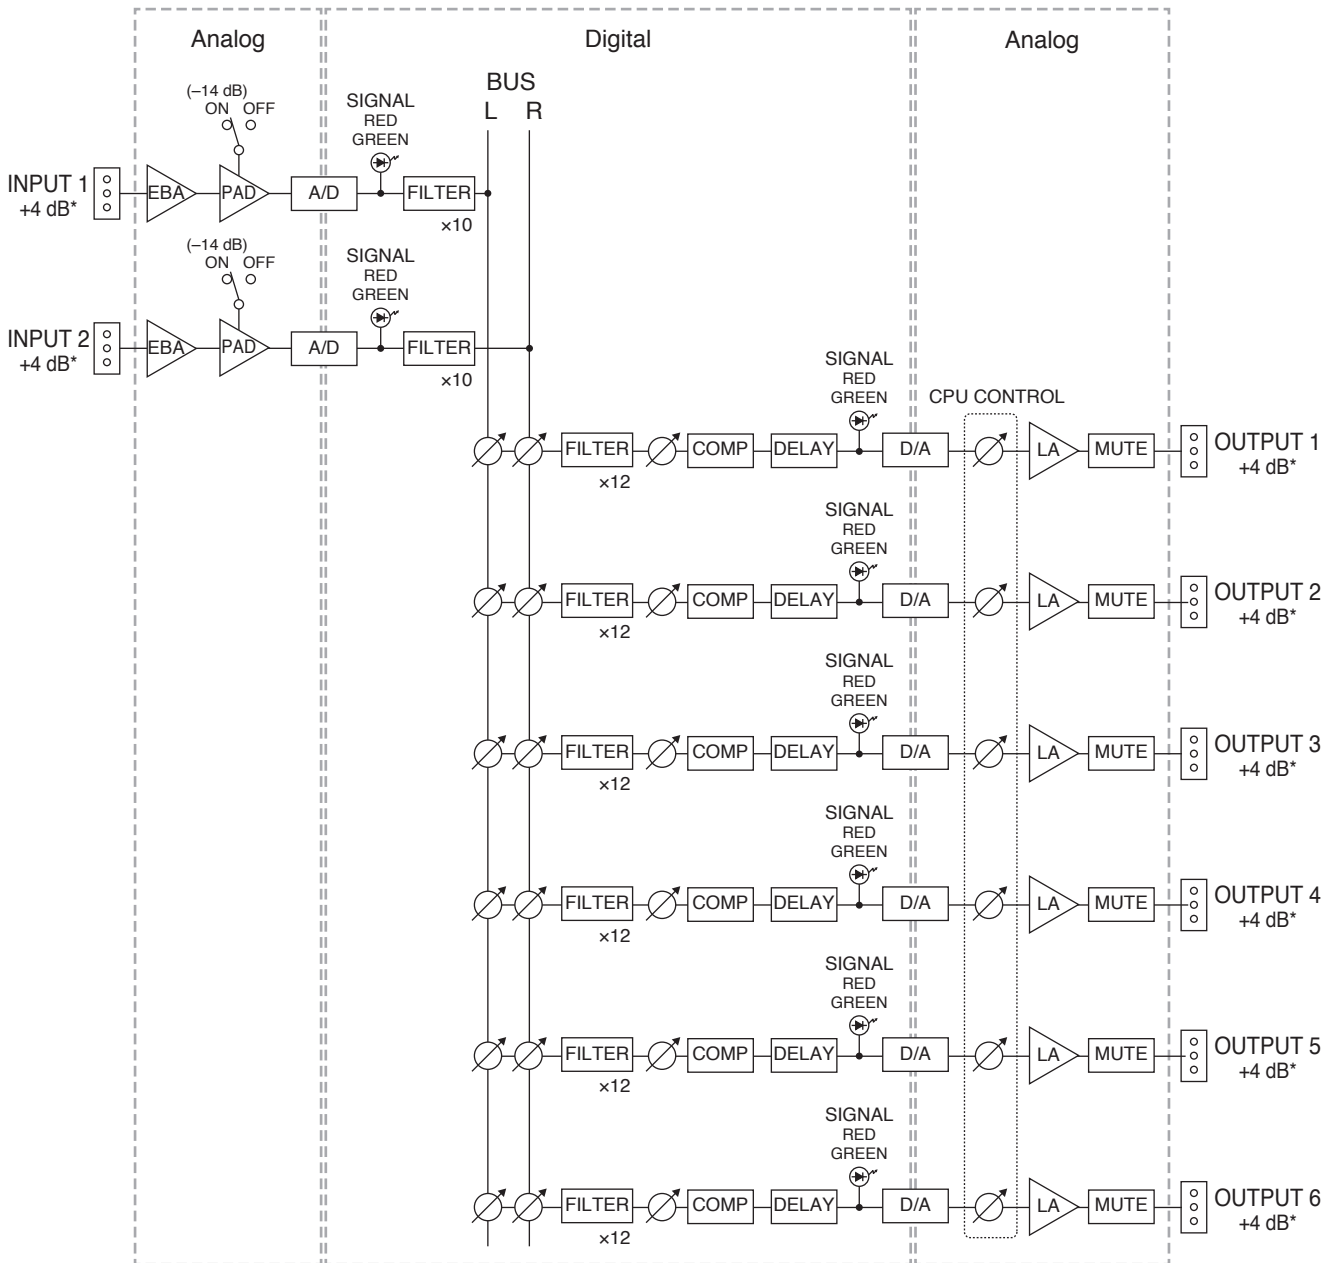 Analog Digital Analog
BUS
L R
(–14 dB)
ON OFF
SIGNAL
RED
GREEN
INPUT 1
+4 dB*
EBA PAD A/D FILTER
×10
(–14 dB)
ON OFF
SIGNAL
RED
GREEN
INPUT 2
+4 dB*
EBA PAD A/D FILTER
×10
SIGNAL
RED
GREEN
CPU CONTROL
FILTER COMP DELAY D/A LA MUTE
×12
OUTPUT 1
+4 dB*
SIGNAL
RED
GREEN
FILTER COMP DELAY D/A LA MUTE
×12
OUTPUT 2
+4 dB*
SIGNAL
RED
GREEN
FILTER COMP DELAY D/A LA MUTE
×12
OUTPUT 3
+4 dB*
SIGNAL
RED
GREEN
FILTER COMP DELAY D/A LA MUTE
×12
OUTPUT 4
+4 dB*
SIGNAL
RED
GREEN
FILTER COMP DELAY D/A LA MUTE
×12
OUTPUT 5
+4 dB*
SIGNAL
RED
GREEN
FILTER COMP DELAY D/A LA MUTE
×12
OUTPUT 6
+4 dB*